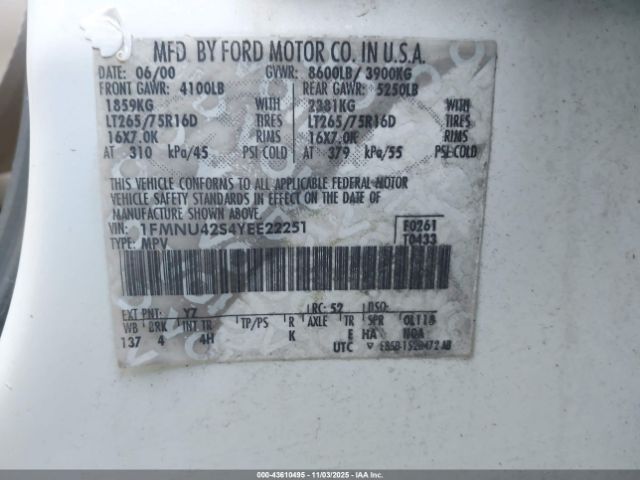 MFD. BY FORD MOTOR CO. IN U.S.A.
DATE: 06/00 GVWR: 8600LB/ 3900KG
FRONT GAWR: 4100LB REAR GAWR: 5250LB
1859KG WITH 2381KG WITH
LT265/75R16D TIRES LT265/75R16D TIRES
16X7.0K RIMS 16X7.0K RIMS
AT 310 kPa/45 PSI COLD AT 379 kPa/55 PSI COLD
THIS VEHICLE CONFORMS TO ALL APPLICABLE FEDERAL MOTOR
VEHICLE SAFETY STANDARDS IN EFFECT ON THE DATE OF
MANUFACTURE SHOWN ABOVE.
VIN: 1FMNU42S4YEE22251 F0261
TYPE: MPV T0433
EXT PNT: Y7 RC: 52 DSO:
WB BRK INT TR TP/PS R AXLE TR SPR
137 4 4H K E HA NOA
UTC
00-43610495 - 11/03/2025 - IAA Inc.